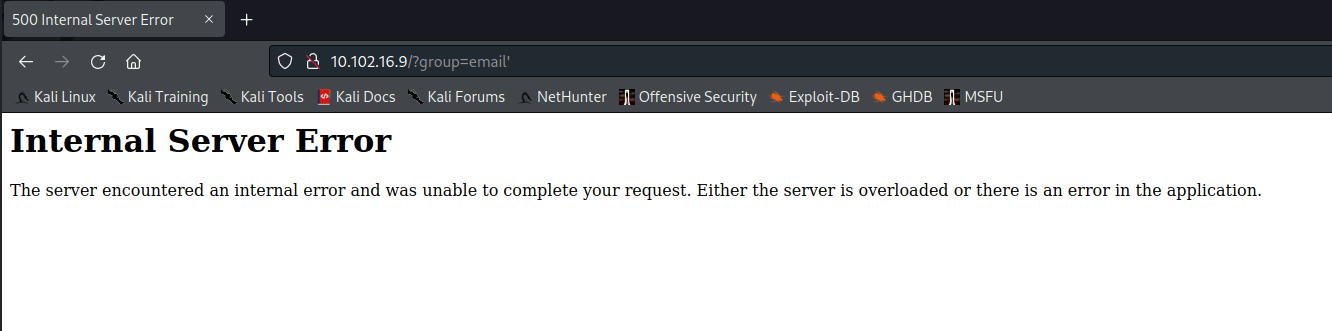 500 Internal Server Error
10.102.16.9/?group=email'
Kali Linux Kali Training Kali Tools Kali Docs Kali Forums NetHunter Offensive Security Exploit-DB GHDB MSFU
Internal Server Error
The server encountered an internal error and was unable to complete your request. Either the server is overloaded or there is an error in the application.